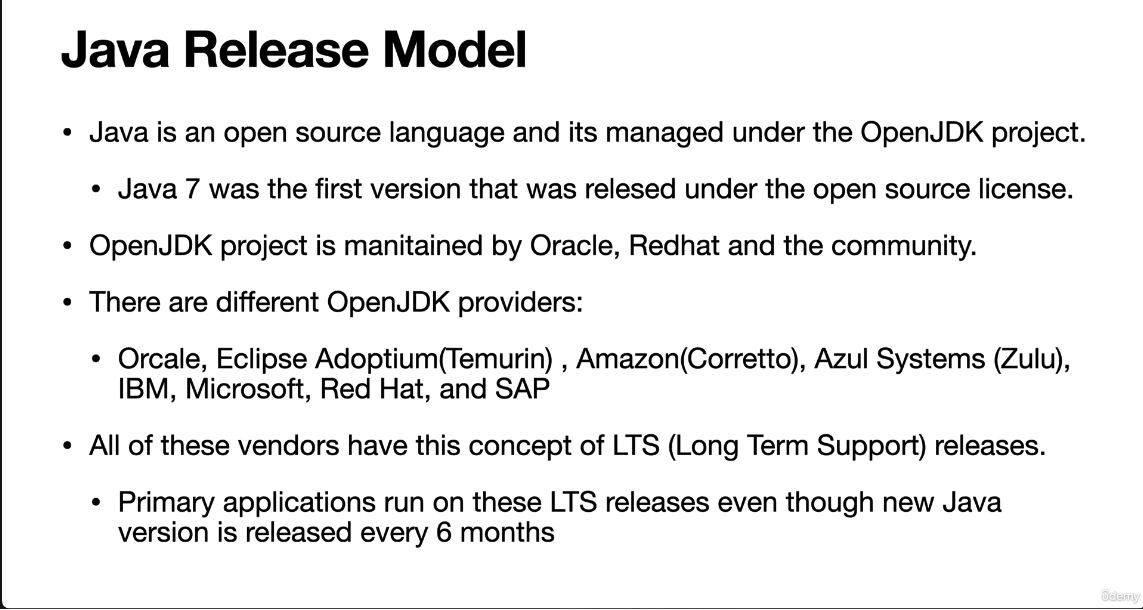 Java Release Model
• Java is an open source language and its managed under the OpenJDK project.
• Java 7 was the first version that was relesed under the open source license.
• OpenJDK project is manitained by Oracle, Redhat and the community.
• There are different OpenJDK providers:
• Orcale, Eclipse Adoptium(Temurin) , Amazon(Corretto), Azul Systems (Zulu),
IBM, Microsoft, Red Hat, and SAP
• All of these vendors have this concept of LTS (Long Term Support) releases.
• Primary applications run on these LTS releases even though new Java
version is released every 6 months
ûdemy